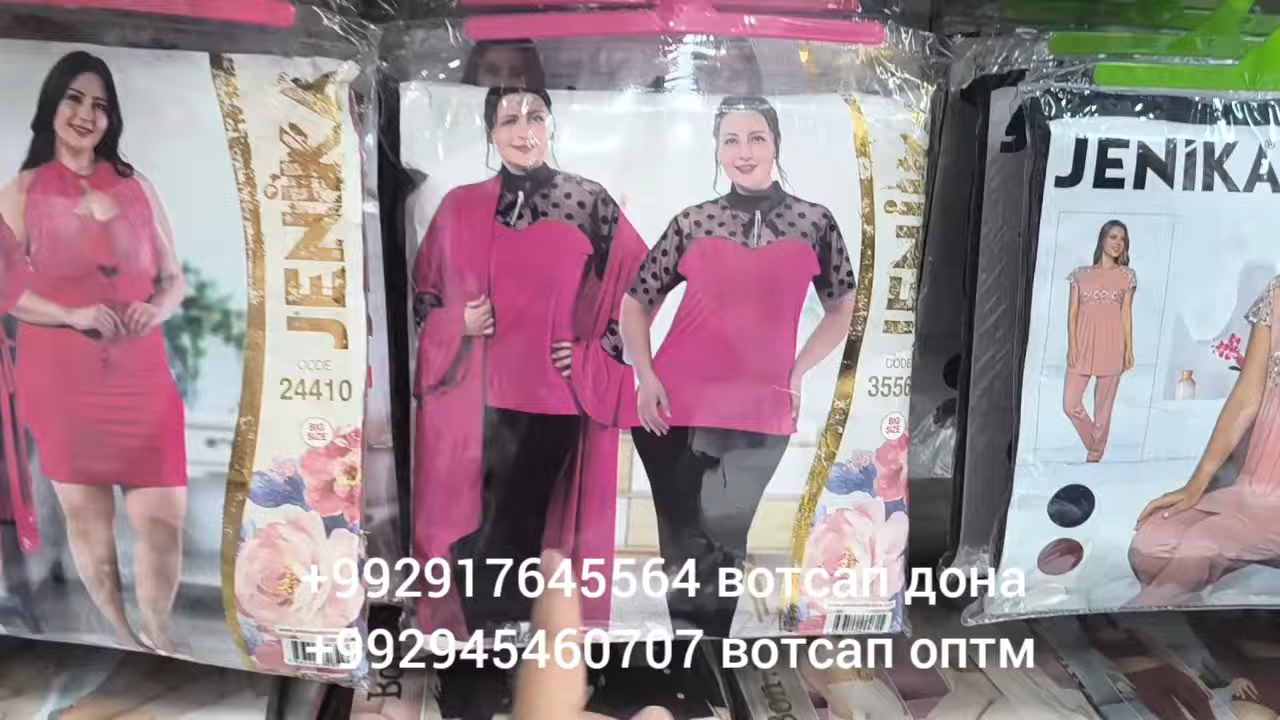 JENiKA
CODE
24410
BIG
SIZE
JENiKA
CODE
3556
BIG
SIZE
JENiKA
+992917645564 вотсап дона
+992945460707 вотсап оптм